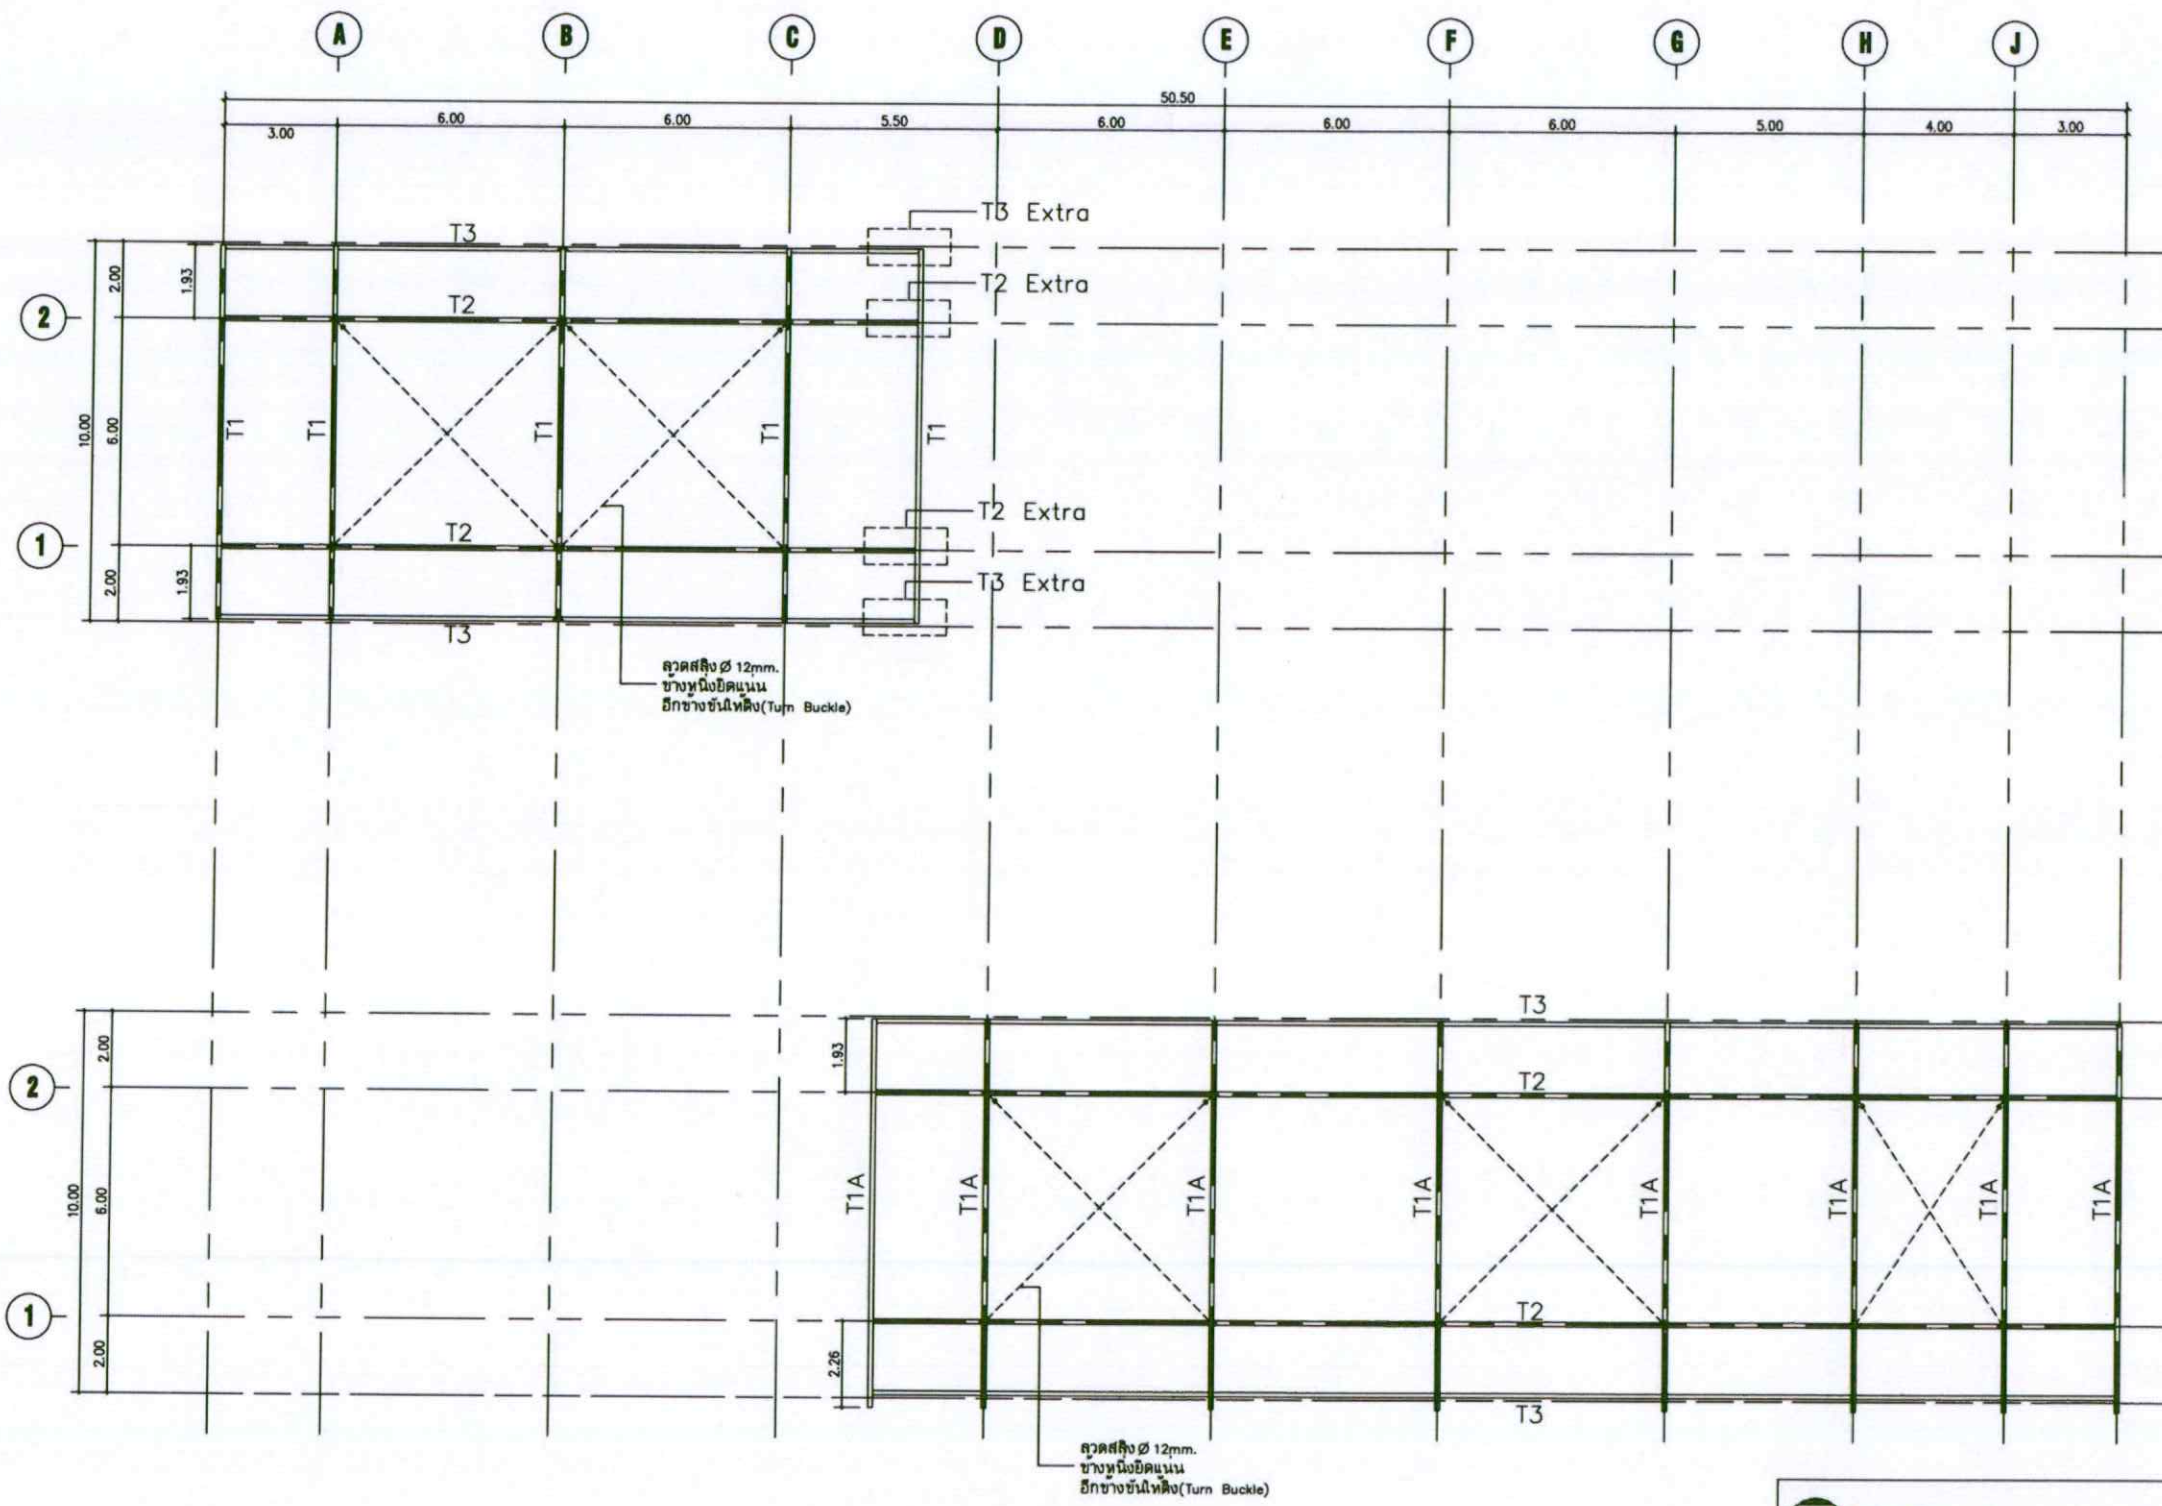 A B C D E F G H J
50.50
3.00 6.00 6.00 5.50 6.00 6.00 6.00 5.00 4.00 3.00
T3 T3 Extra
2.00 1.93
T2 Extra
2 T2
10.00 6.00 T1 T1 T1 T1 T1
T2 Extra
1 T2
2.00 1.93 T3 Extra
T3
ลวดสลิง Ø 12mm.
ข้างหนึ่งยึดแน่น
อีกข้างขันให้ตึง(Turn Buckle)
T3
2.00 1.93
2 T2
10.00 6.00 T1A T1A T1A T1A T1A T1A T1A T1A
1 T2
2.00 2.26
T3
ลวดสลิง Ø 12mm.
ข้างหนึ่งยึดแน่น
อีกข้างขันให้ตึง(Turn Buckle)